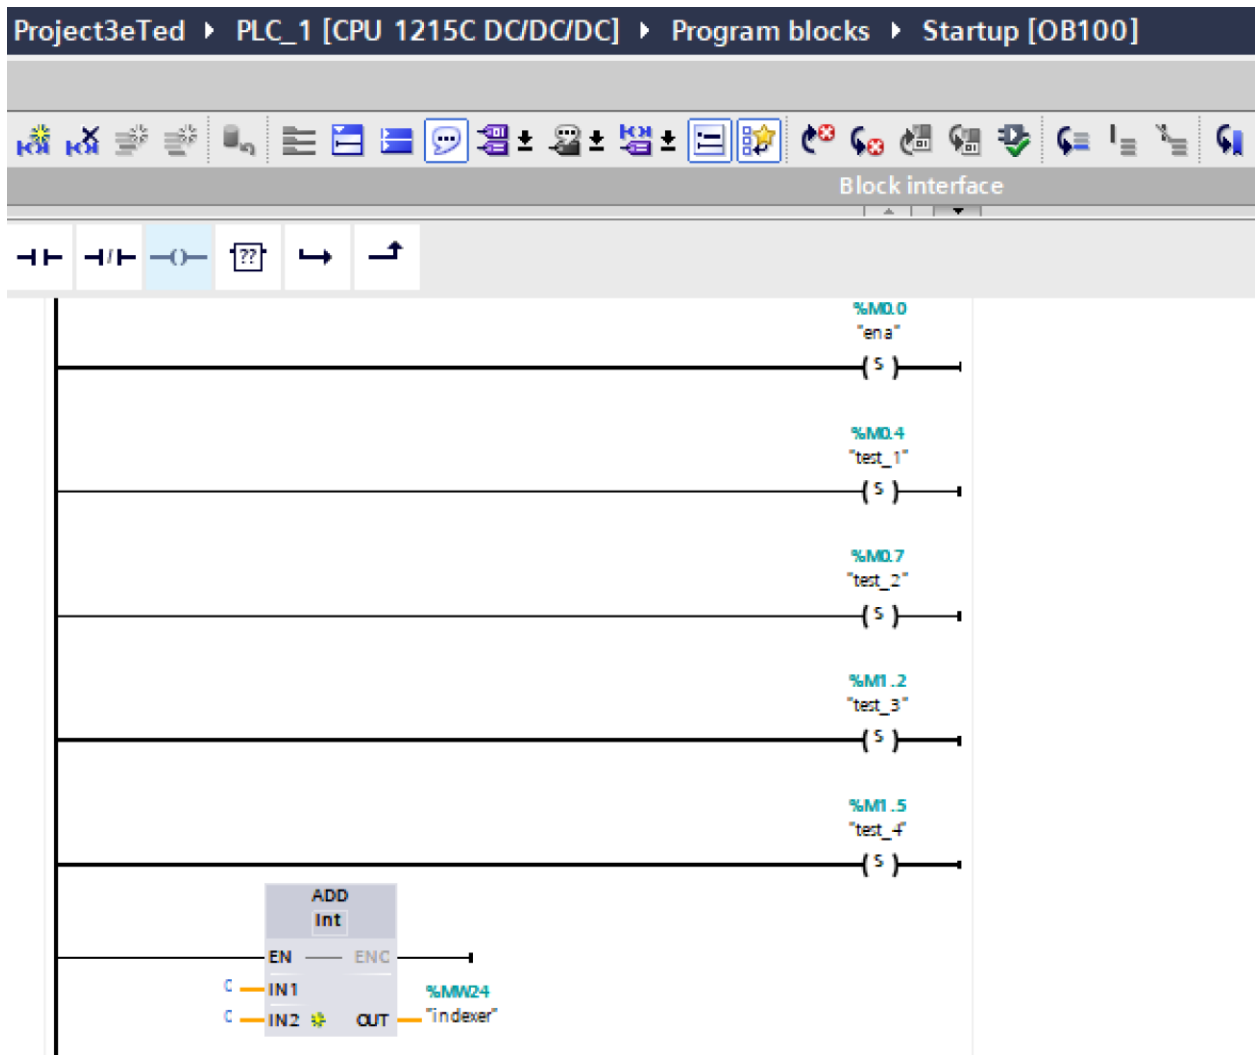 Project3eTed ▸ PLC_1 [CPU 1215C DC/DC/DC] ▸ Program blocks ▸ Startup [OB100]
Block interface
??
%M0.0
"ena"
S
%M0.4
"test_1"
S
%M0.7
"test_2"
S
%M1.2
"test_3"
S
%M1.5
"test_4"
S
ADD
Int
EN ENO
0 IN1 %MW24
0 IN2 OUT "indexer"